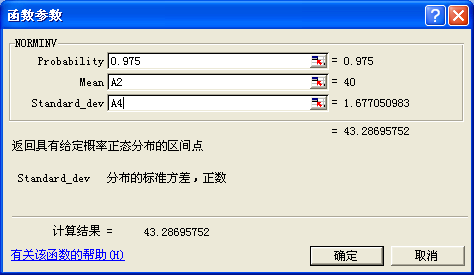 函数参数
NORMINV
Probability 0.975 = 0.975
Mean A2 = 40
Standard_dev A4 = 1.677050983
= 43.28695752
返回具有给定概率正态分布的区间点
Standard_dev 分布的标准方差，正数
计算结果 = 43.28695752
有关该函数的帮助(H) 确定 取消